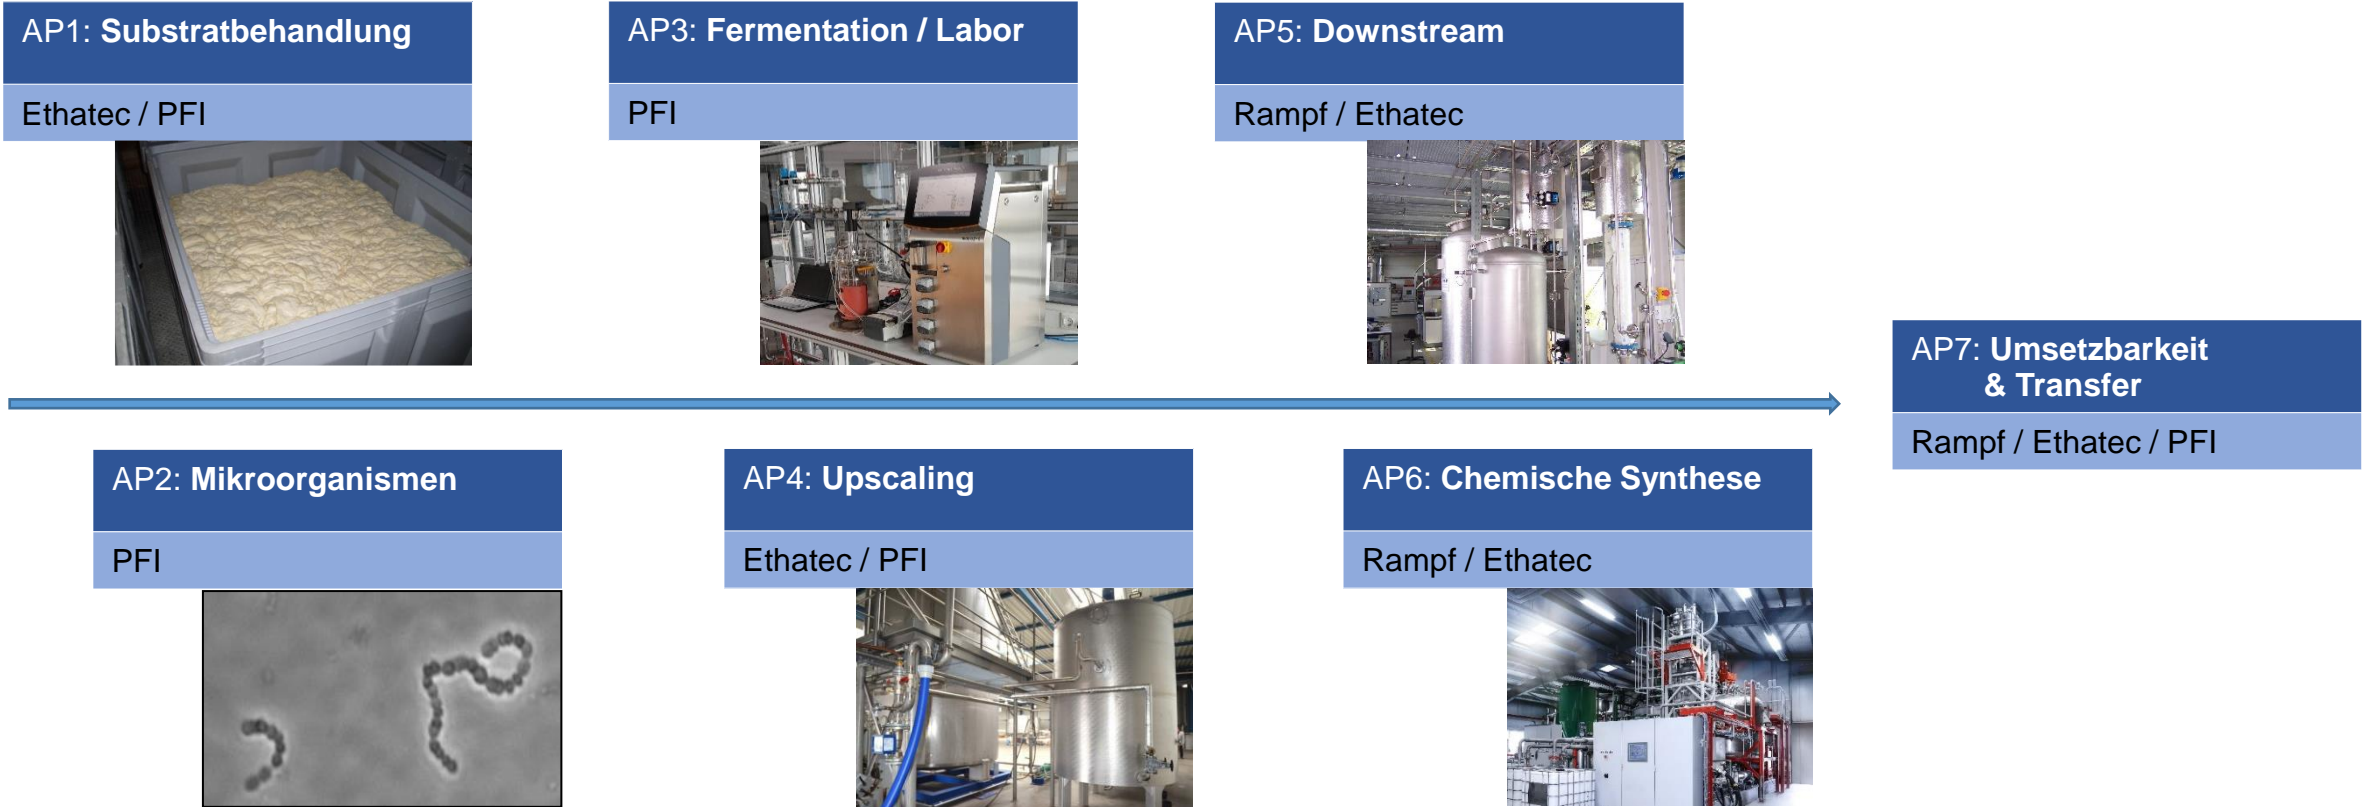 AP1: Substratbehandlung
Ethatec / PFI
AP3: Fermentation / Labor
PFI
AP5: Downstream
Rampf / Ethatec
AP7: Umsetzbarkeit
& Transfer
Rampf / Ethatec / PFI
AP2: Mikroorganismen
PFI
AP4: Upscaling
Ethatec / PFI
AP6: Chemische Synthese
Rampf / Ethatec